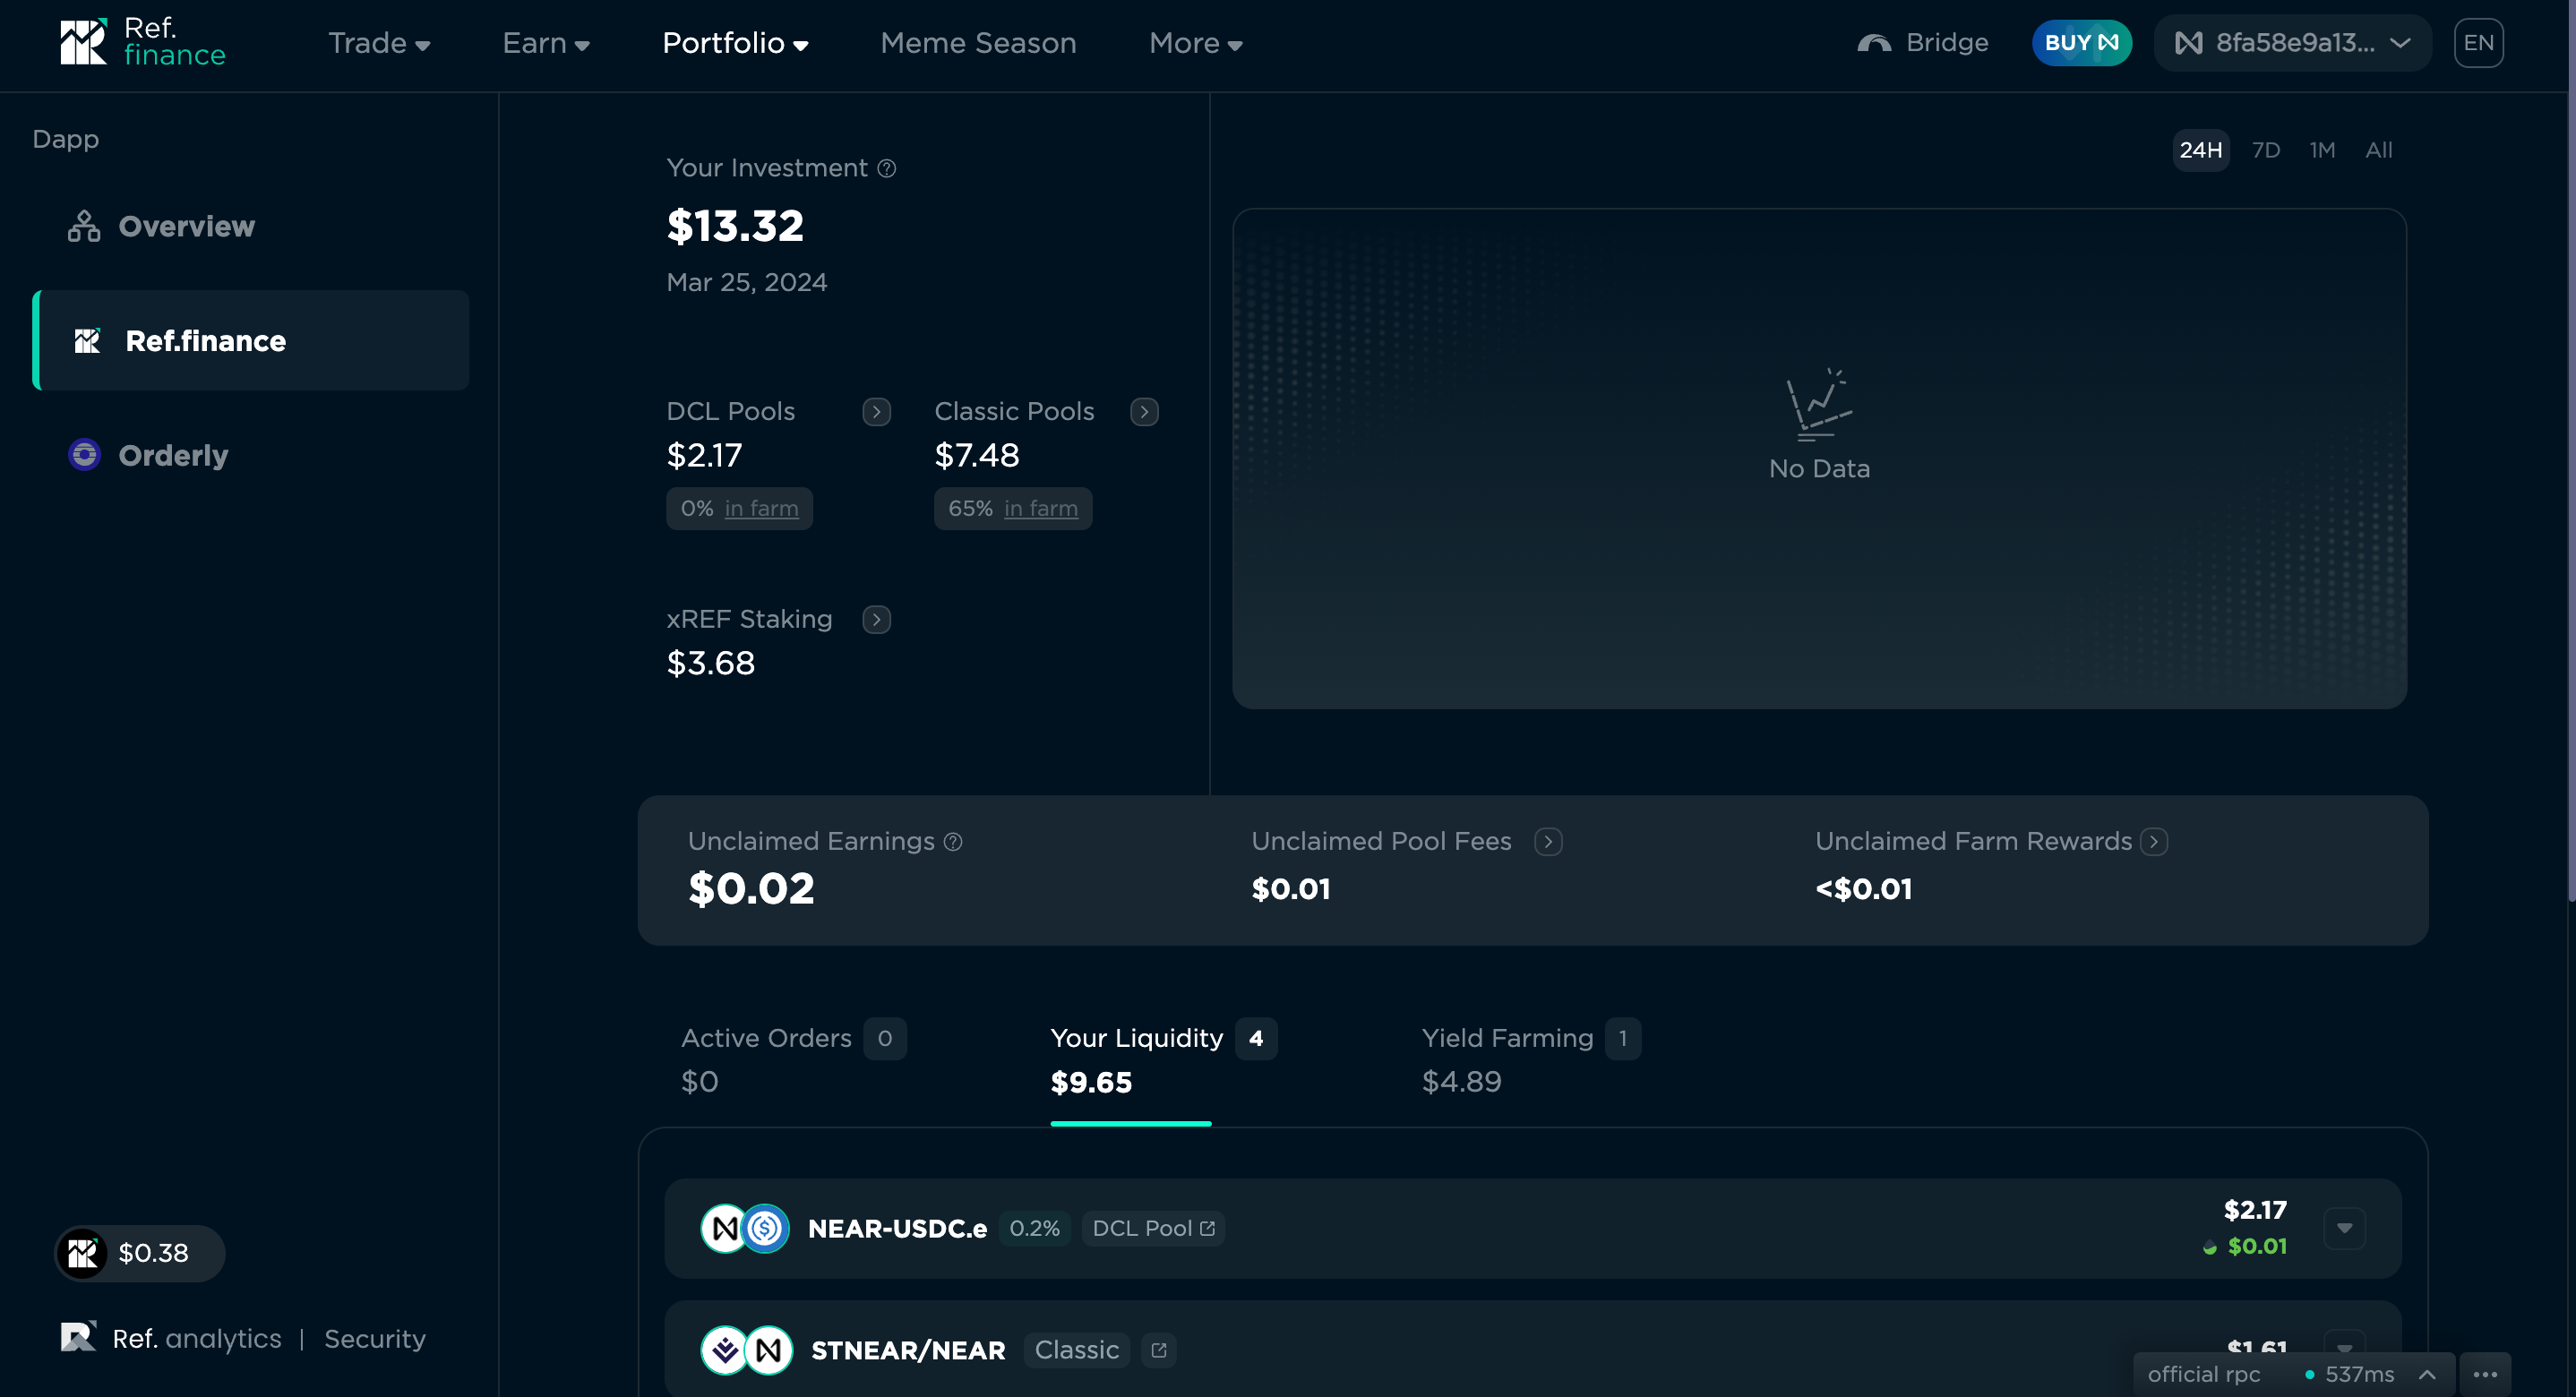 Ref.
finance
Trade
Earn
Portfolio
Meme Season
More
Bridge
BUY
8fa58e9a13...
EN
Dapp
Overview
Ref.finance
Orderly
Your Investment
$13.32
Mar 25, 2024
24H 7D 1M All
No Data
DCL Pools
$2.17
0% in farm
Classic Pools
$7.48
65% in farm
xREF Staking
$3.68
Unclaimed Earnings
$0.02
Unclaimed Pool Fees
$0.01
Unclaimed Farm Rewards
<$0.01
Active Orders 0
$0
Your Liquidity 4
$9.65
Yield Farming 1
$4.89
NEAR-USDC.e 0.2% DCL Pool
$2.17
$0.01
STNEAR/NEAR Classic
$1.61
$0.38
Ref. analytics | Security
official rpc 537ms